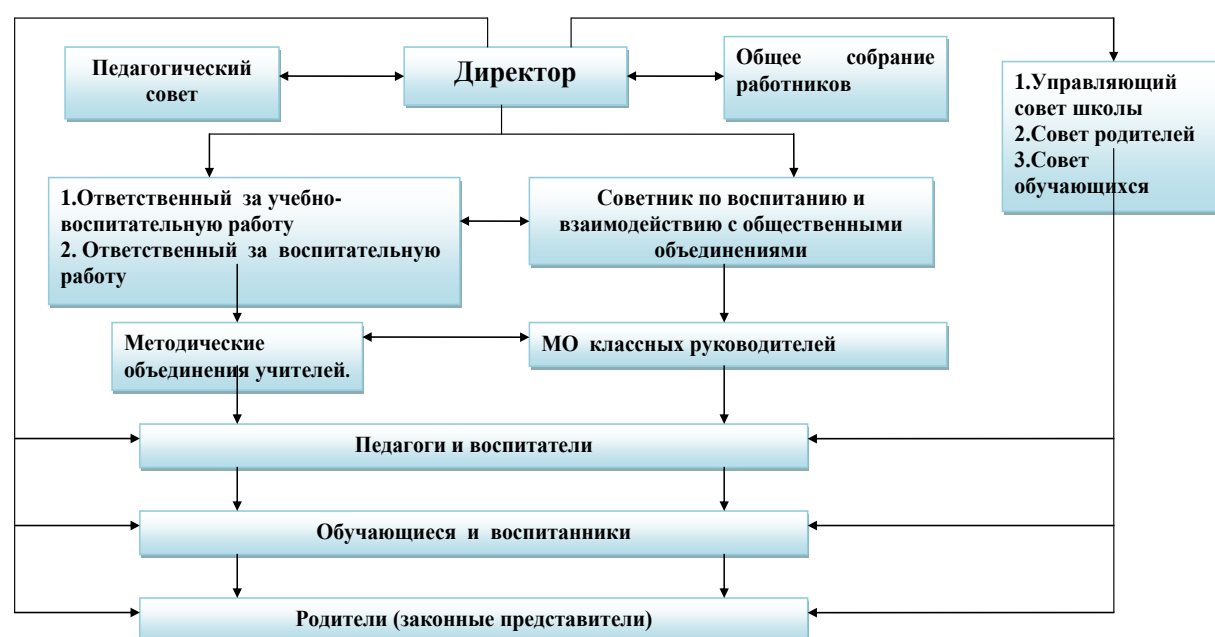 Педагогический
совет
Директор
Общее собрание
работников
1.Управляющий
совет школы
2.Совет родителей
3.Совет
обучающихся
1.Ответственный за учебно-
воспитательную работу
2. Ответственный за воспитательную
работу
Советник по воспитанию и
взаимодействию с общественными
объединениями
Методические
объединения учителей.
МО классных руководителей
Педагоги и воспитатели
Обучающиеся и воспитанники
Родители (законные представители)